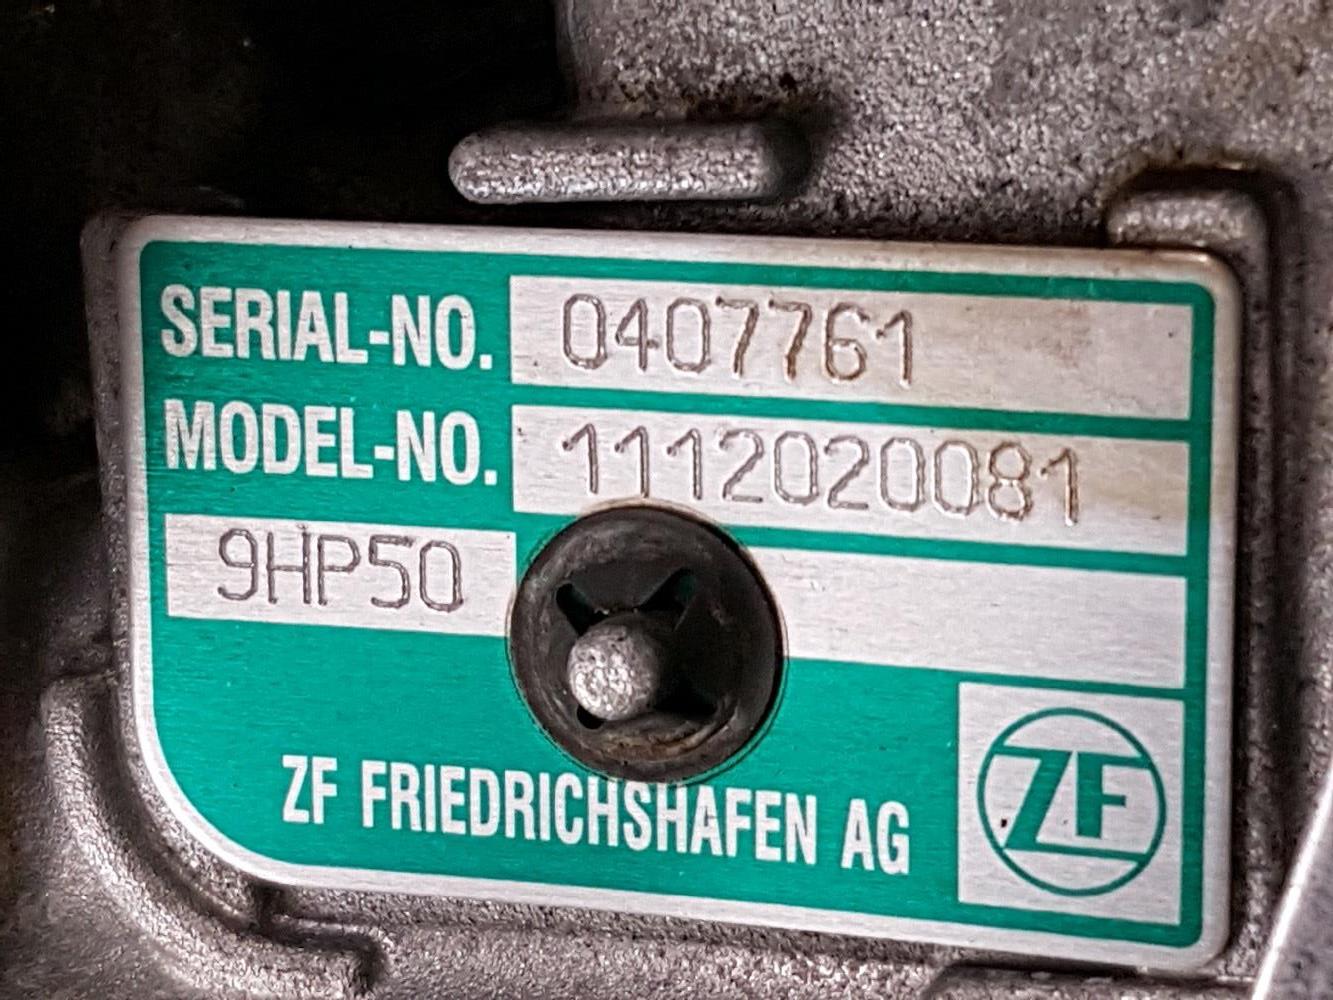 SERIAL-NO. 0407761
MODEL-NO. 1112020081
9HP50
ZF FRIEDRICHSHAFEN AG
ZF